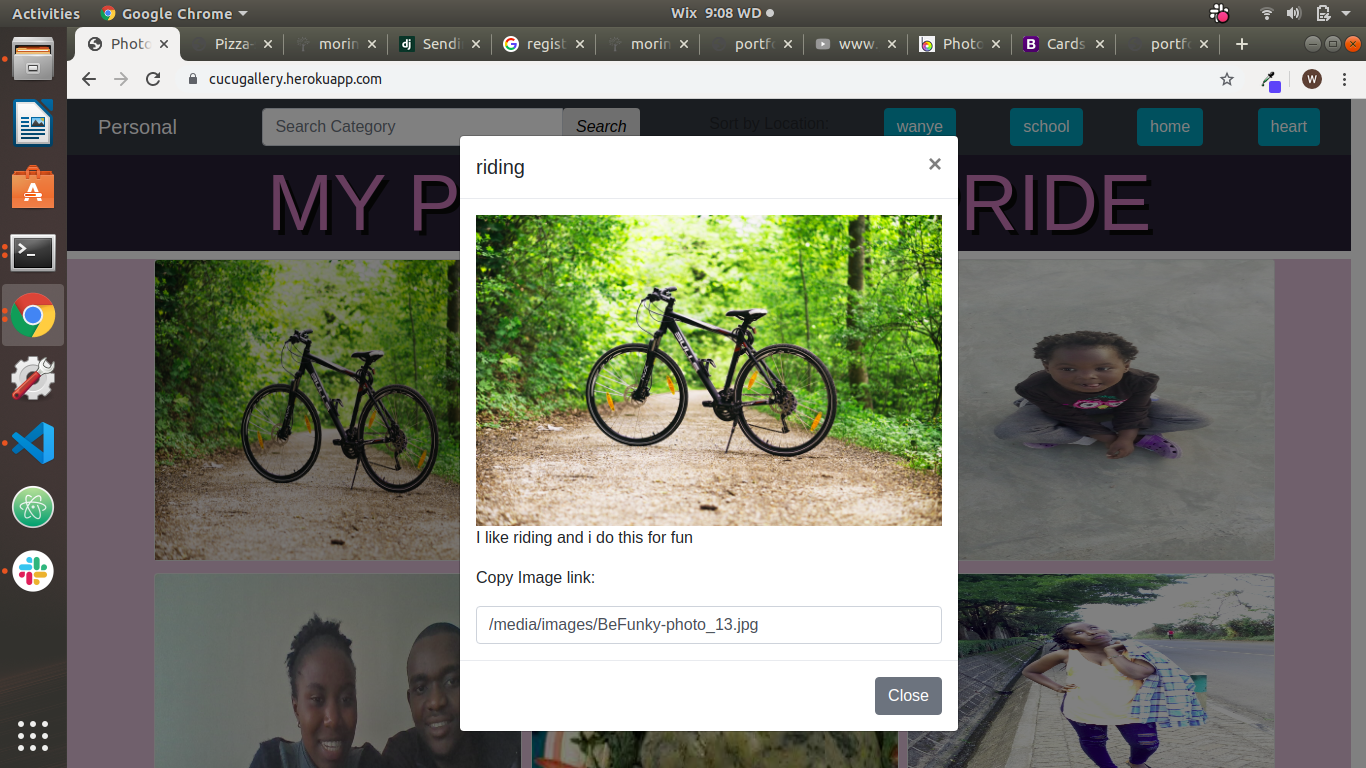 Activities Google Chrome Wix 9:08 WD
Photo Pizza- morin Sendi regist morin portfo www. Photo Cards portfo
cucugallery.herokuapp.com W
Personal Search Category Search Sort by Location: wanye school home heart
MY P RIDE
riding ×
BULLS
I like riding and i do this for fun
Copy Image link:
/media/images/BeFunky-photo_13.jpg
Close